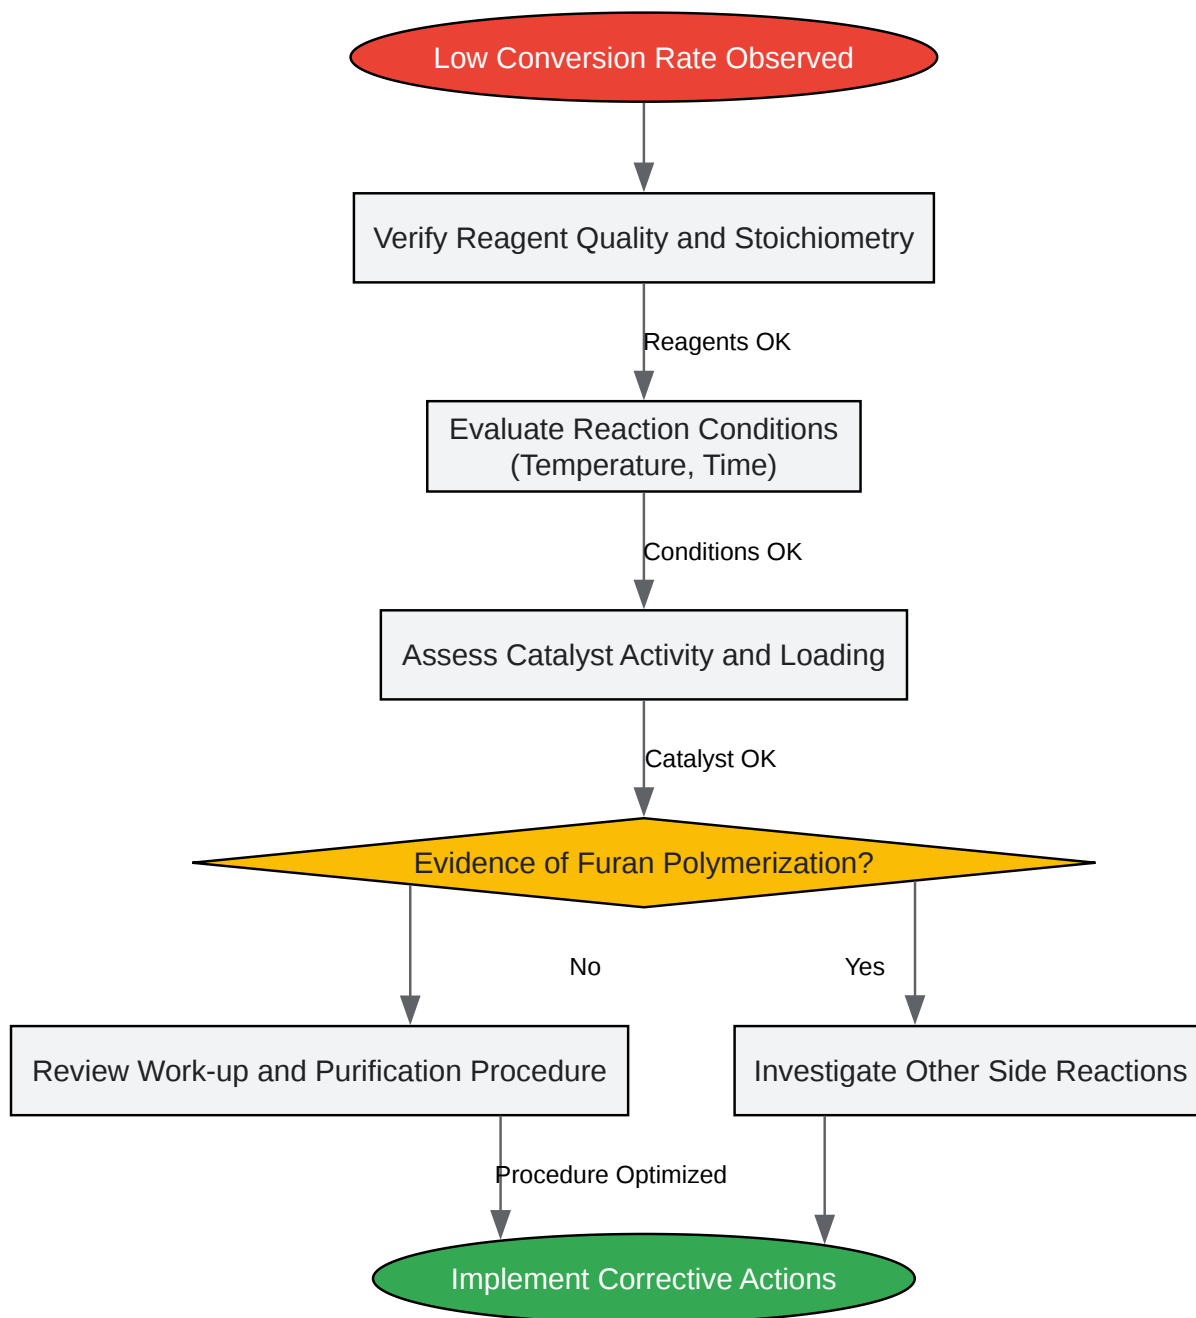 Low Conversion Rate Observed
Verify Reagent Quality and Stoichiometry
Reagents OK
Evaluate Reaction Conditions
(Temperature, Time)
Conditions OK
Assess Catalyst Activity and Loading
Catalyst OK
Evidence of Furan Polymerization?
No
Yes
Review Work-up and Purification Procedure
Investigate Other Side Reactions
Procedure Optimized
Implement Corrective Actions